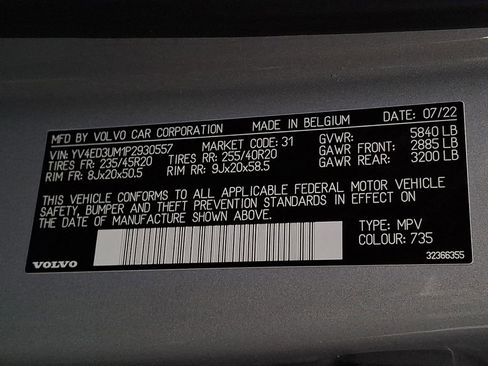 MFD BY VOLVO CAR CORPORATION MADE IN BELGIUM DATE: 07/22
VIN: YV4ED3UM1P2930557 MARKET CODE: 31 GVWR: 5840 LB
TIRES FR: 235/45R20 TIRES RR: 255/40R20 GAWR FRONT: 2885 LB
RIM FR: 8Jx20x50.5 RIM RR: 9Jx20x58.5 GAWR REAR: 3200 LB
THIS VEHICLE CONFORMS TO ALL APPLICABLE FEDERAL MOTOR VEHICLE
SAFETY, BUMPER AND THEFT PREVENTION STANDARDS IN EFFECT ON
THE DATE OF MANUFACTURE SHOWN ABOVE.
TYPE: MPV
COLOUR: 735
VOLVO 32366355